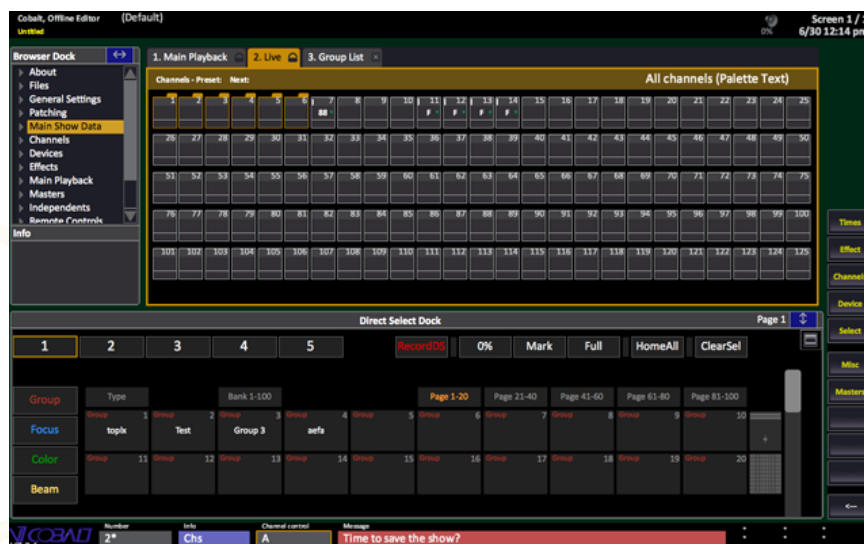 Cobalt, Offline Editor (Default)
Untitled
0%
Screen 1 /
6/30 12:14 pm
Browser Dock
About
Files
General Settings
Patching
Main Show Data
Channels
Devices
Effects
Main Playback
Masters
Independents
Remote Controls
Info
1. Main Playback 2. Live 3. Group List
Channels - Preset: Next: All channels (Palette Text)
1 2 3 4 5 6 7 8 9 10 11 12 13 14 15 16 17 18 19 20 21 22 23 24 25
88 F F F F
26 27 28 29 30 31 32 33 34 35 36 37 38 39 40 41 42 43 44 45 46 47 48 49 50
51 52 53 54 55 56 57 58 59 60 61 62 63 64 65 66 67 68 69 70 71 72 73 74 75
76 77 78 79 80 81 82 83 84 85 86 87 88 89 90 91 92 93 94 95 96 97 98 99 100
101 102 103 104 105 106 107 108 109 110 111 112 113 114 115 116 117 118 119 120 121 122 123 124 125
Times
Effect
Channels
Device
Select
Misc
Masters
<---
Direct Select Dock Page 1
1 2 3 4 5 RecordDS 0% Mark Full HomeAll ClearSel
Group Type Bank 1-100 Page 1-20 Page 21-40 Page 41-60 Page 61-80 Page 81-100
Group 1 Group 2 Group 3 Group 4 Group 5 Group 6 Group 7 Group 8 Group 9 Group 10
Focus toplx Test Group 3 aefa
Color Group 11 Group 12 Group 13 Group 14 Group 15 Group 16 Group 17 Group 18 Group 19 Group 20
Beam
COBALT
Number Info Channel control Message
2* Chs A Time to save the show?